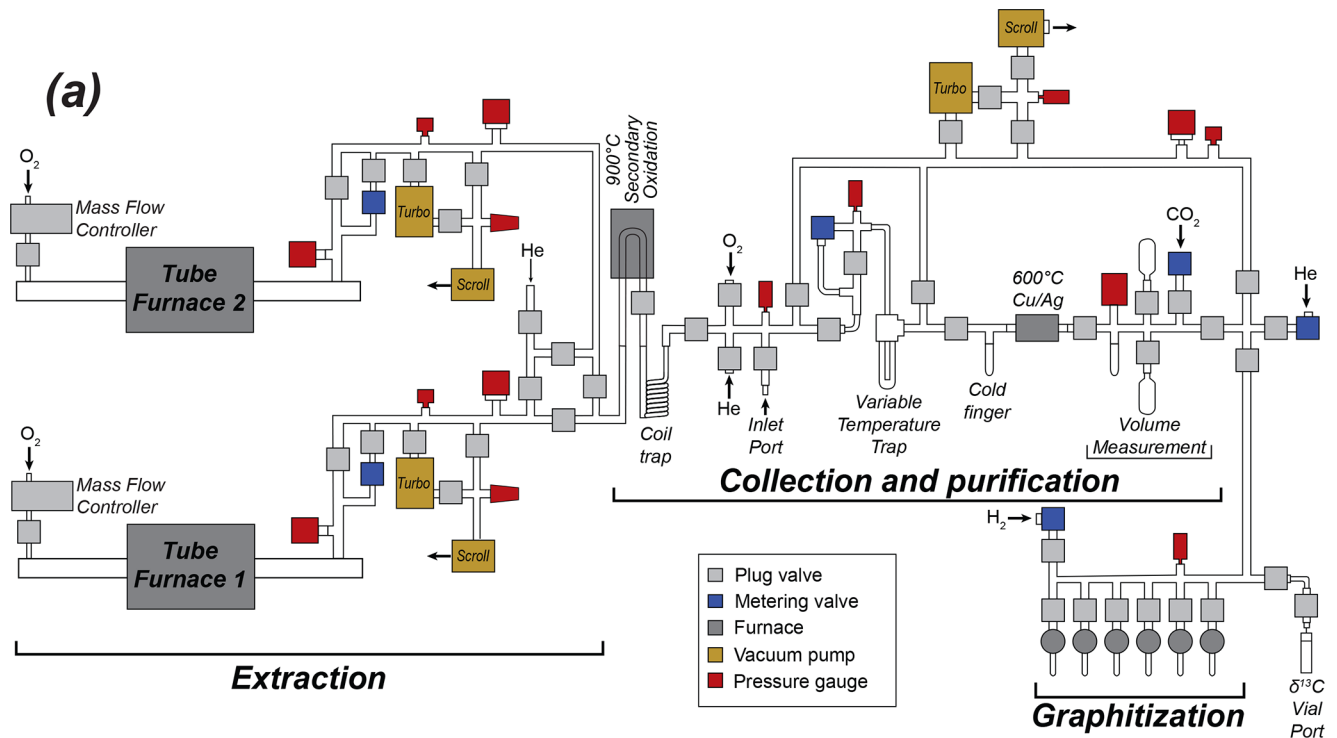 (a)
O2
Mass Flow
Controller
Tube
Furnace 2
Turbo
Scroll
He
900°C
Secondary
Oxidation
O2
Mass Flow
Controller
Tube
Furnace 1
Turbo
Scroll
Extraction
Coil
trap
O2
He
Inlet
Port
Scroll
Turbo
Variable
Temperature
Trap
Cold
finger
600°C
Cu/Ag
CO2
He
Volume
Measurement
Collection and purification
H2
Graphitization
δ13C
Vial
Port
Plug valve
Metering valve
Furnace
Vacuum pump
Pressure gauge